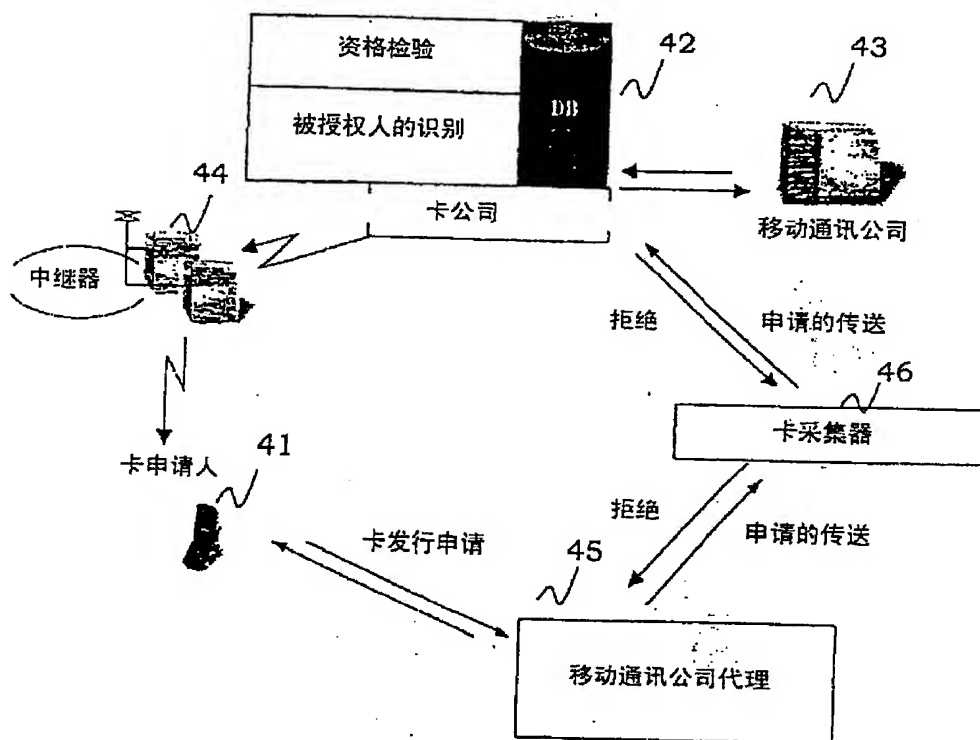 资格检验
42
43
DB
被授权人的识别
44
卡公司
移动通讯公司
中继器
拒绝
申请的传送
46
卡采集器
卡申请人
41
拒绝
申请的传送
卡发行申请
45
移动通讯公司代理